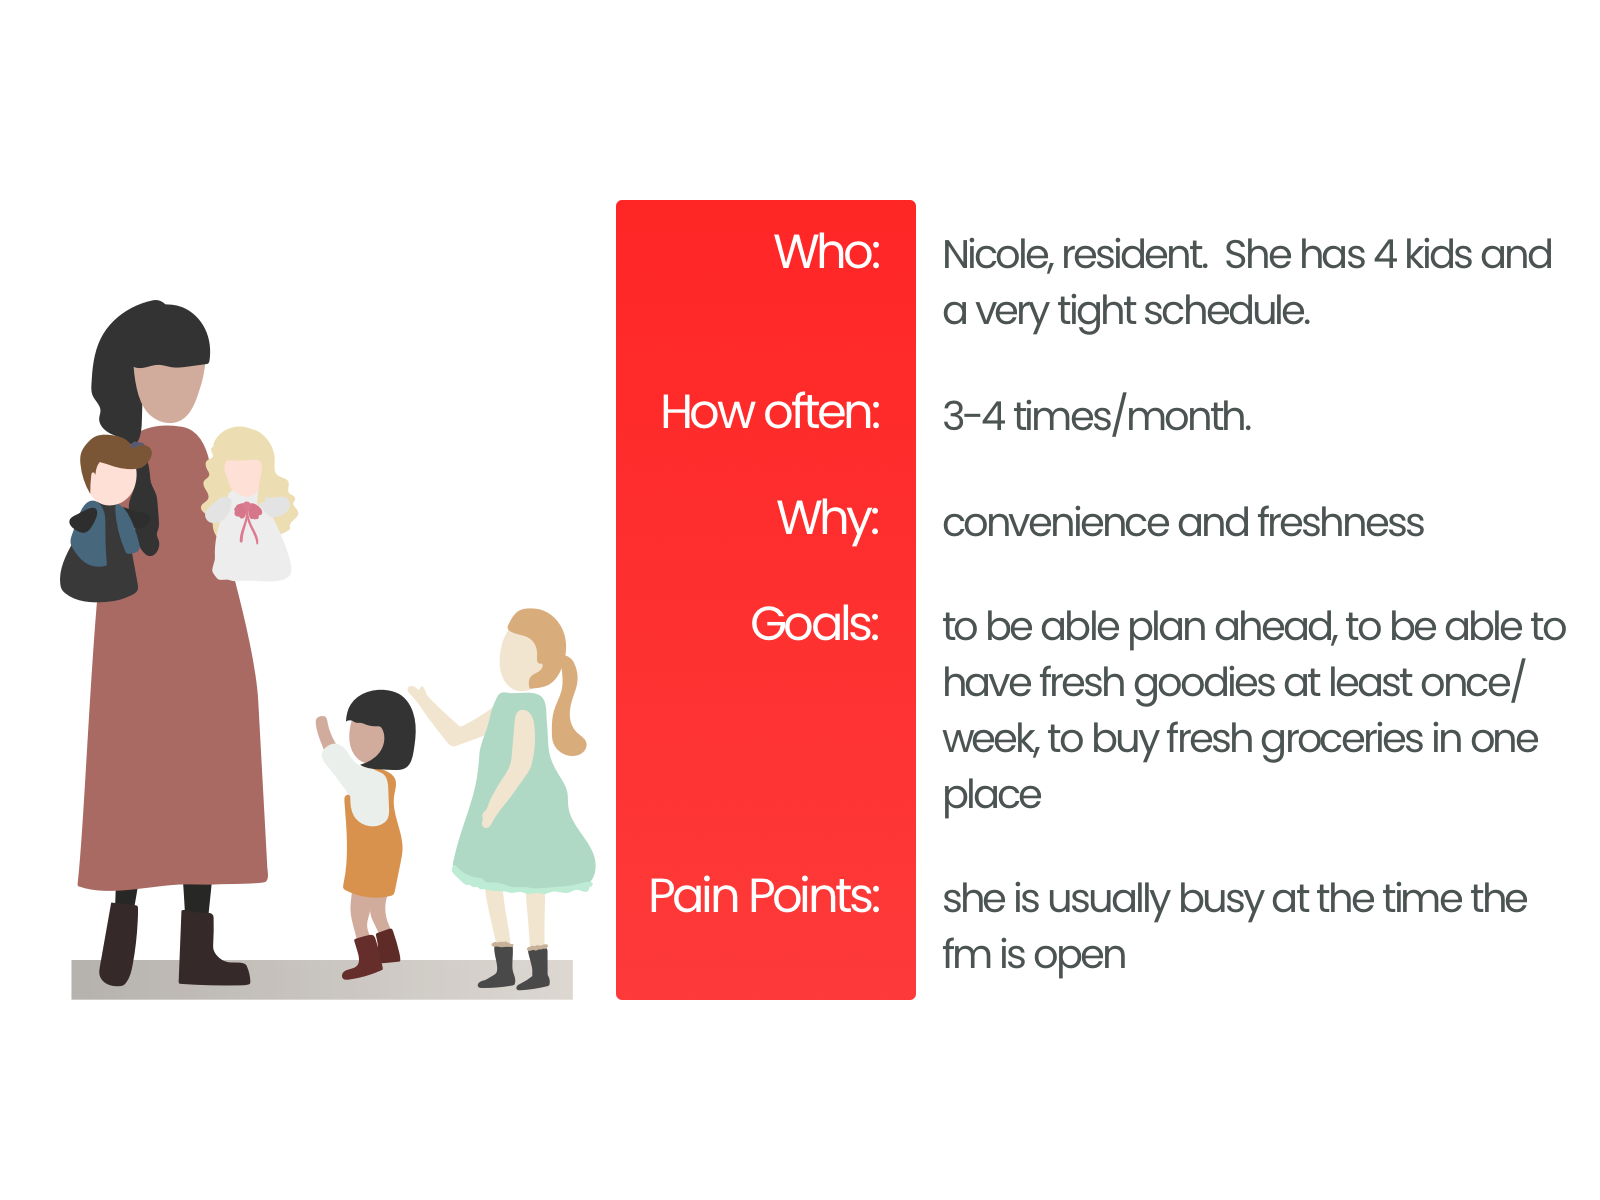 Who:
Nicole, resident.  She has 4 kids and
a very tight schedule.
How often:
3-4 times/month.
Why:
convenience and freshness
Goals:
to be able plan ahead, to be able to
have fresh goodies at least once/
week, to buy fresh groceries in one
place
Pain Points:
she is usually busy at the time the
fm is open